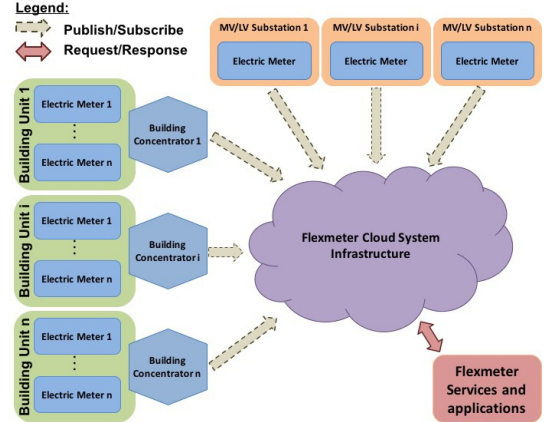 Legend:
Publish/Subscribe
Request/Response
MV/LV Substation 1
Electric Meter
MV/LV Substation i
Electric Meter
MV/LV Substation n
Electric Meter
Building Unit 1
Electric Meter 1
Electric Meter n
Building
Concentrator 1
Building Unit i
Electric Meter 1
Electric Meter n
Building
Concentrator i
Building Unit n
Electric Meter 1
Electric Meter n
Building
Concentrator n
Flexmeter Cloud System
Infrastructure
Flexmeter
Services and
applications